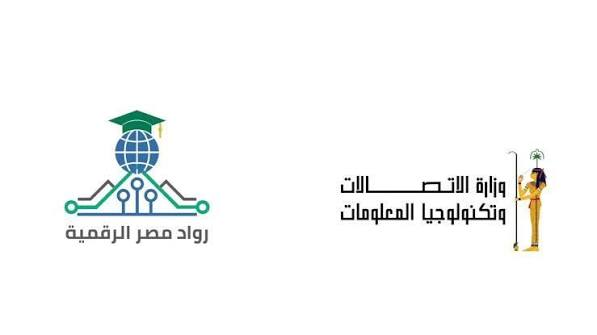 وزارة الاتصالات
وتكنولوجيا المعلومات
رواد مصر الرقمية